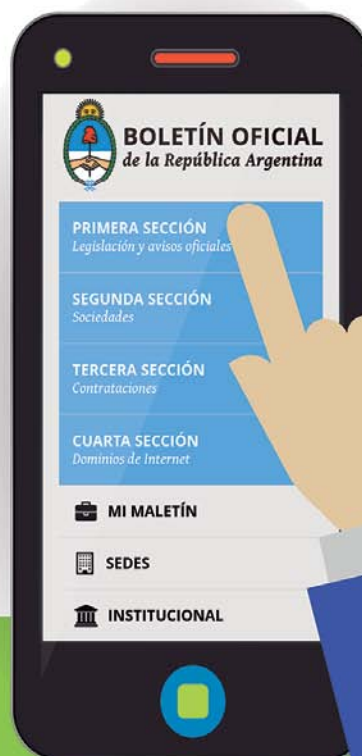 BOLETÍN OFICIAL
de la República Argentina
PRIMERA SECCIÓN
Legislación y avisos oficiales
SEGUNDA SECCIÓN
Sociedades
TERCERA SECCIÓN
Contrataciones
CUARTA SECCIÓN
Dominios de Internet
MI MALETÍN
SEDES
INSTITUCIONAL